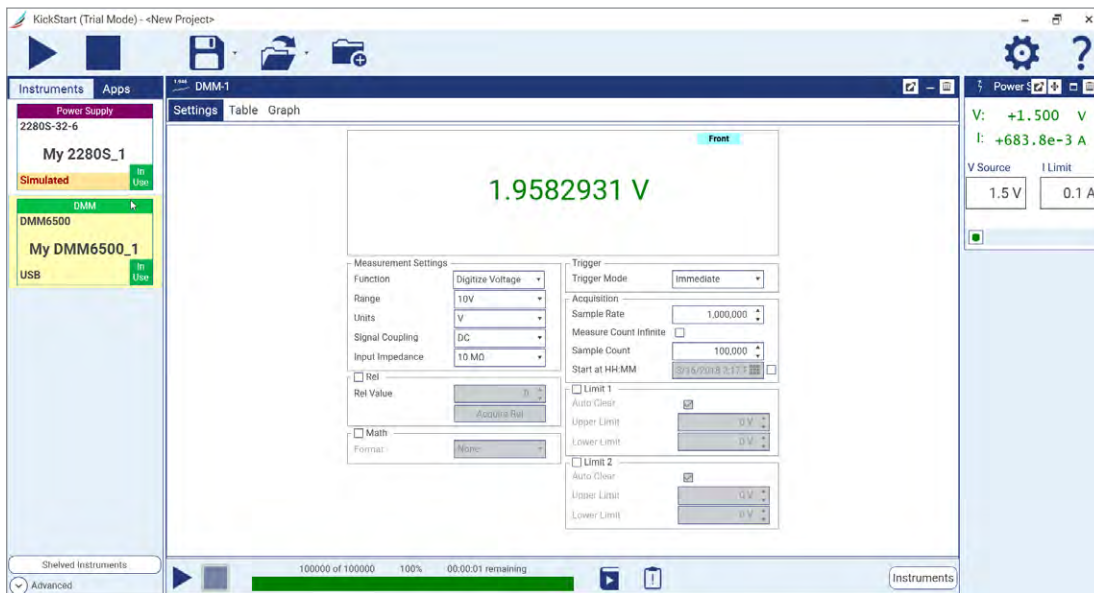 KickStart (Trial Mode) - <New Project>
Instruments Apps
Power Supply
2280S-32-6
My 2280S_1
Simulated
In Use
DMM
DMM6500
My DMM6500_1
USB
In Use
Shelved Instruments
Advanced
DMM-1
Settings Table Graph
Front
1.9582931 V
Measurement Settings
Function Digitize Voltage
Range 10V
Units V
Signal Coupling DC
Input Impedance 10 MΩ
Rel
Rel Value 0
Acquire Rel
Math
Format None
Trigger
Trigger Mode Immediate
Acquisition
Sample Rate 1,000,000
Measure Count Infinite
Sample Count 100,000
Start at HH:MM
Limit 1
Auto Clear
Upper Limit 0 V
Lower Limit 0 V
Limit 2
Auto Clear
Upper Limit 0 V
Lower Limit 0 V
100000 of 100000 100% 00:00:01 remaining
Instruments
Power S
V: +1.500 V
I: +683.8e-3 A
V Source I Limit
1.5 V 0.1 A